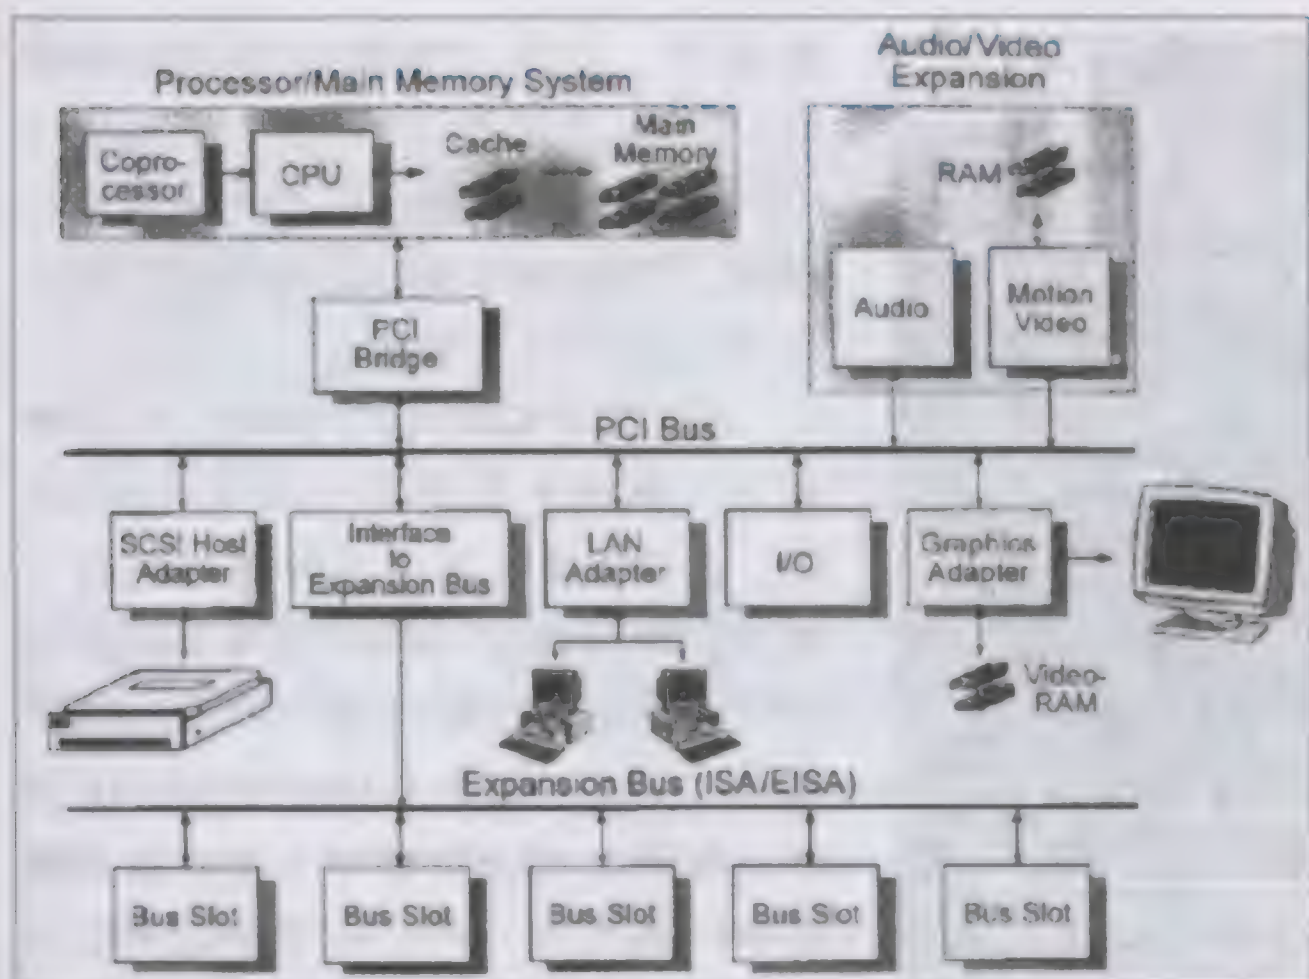 Processor/Main Memory System
Audio/Video
Expansion
Copro-
cessor
CPU
Cache
Main
Memory
RAM
Audio
Motion
Video
PCI
Bridge
PCI Bus
SCSI Host
Adapter
Interface
to
Expansion Bus
LAN
Adapter
I/O
Graphics
Adapter
Video-
RAM
Expansion Bus (ISA/EISA)
Bus Slot
Bus Slot
Bus Slot
Bus Slot
Bus Slot